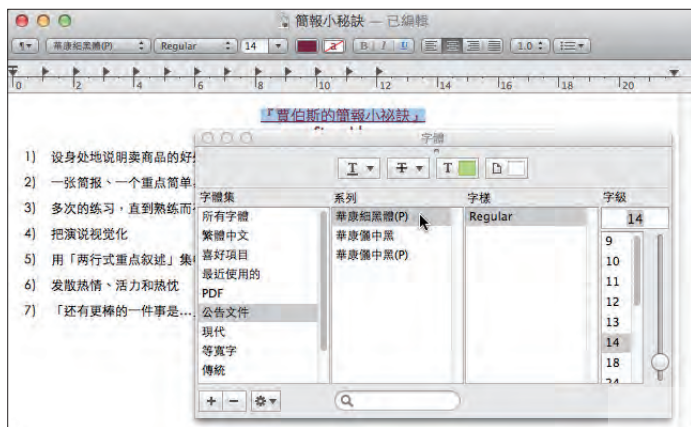 簡報小秘訣 — 已編輯
華康細黑體(P) Regular 14 a B I U 1.0
0 2 4 6 8 10 12 14 16 18 20
「賈伯斯的簡報小祕訣」
1) 设身处地说明卖商品的好
2) 一张简报、一个重点简单
3) 多次的练习,直到熟练而
4) 把演说视觉化
5) 用「两行式重点叙述」集
6) 发散热情、活力和热忱
7) 「还有更棒的一件事是…
字體
T T T
字體集 系列 字樣 字級
所有字體 華康細黑體(P) Regular 14
繁體中文 華康儷中黑 9
喜好項目 華康儷中黑(P) 10
最近使用的 11
PDF 12
公告文件 13
現代 14
等寬字 18
傳統 24